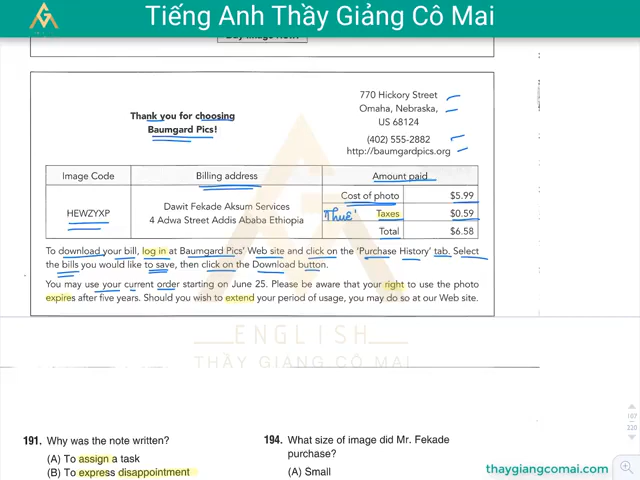 Tiếng Anh Thầy Giảng Cô Mai
Thank you for choosing
Baumgard Pics!
770 Hickory Street
Omaha, Nebraska,
US 68124
(402) 555-2882
http://baumgardpics.org
Image Code
Billing address
Amount paid
HEWZYXP
Dawit Fekade Aksum Services
4 Adwa Street Addis Ababa Ethiopia
Cost of photo
$5.99
Thuế
Taxes
$0.59
Total
$6.58
To download your bill, log in at Baumgard Pics' Web site and click on the 'Purchase History' tab. Select
the bills you would like to save, then click on the Download button.
You may use your current order starting on June 25. Please be aware that your right to use the photo
expires after five years. Should you wish to extend your period of usage, you may do so at our Web site.
ENGLISH
THẦY GIẢNG CÔ MAI
191. Why was the note written?
(A) To assign a task
(B) To express disappointment
194. What size of image did Mr. Fekade
purchase?
(A) Small
107
220
thaygiangcomai.com